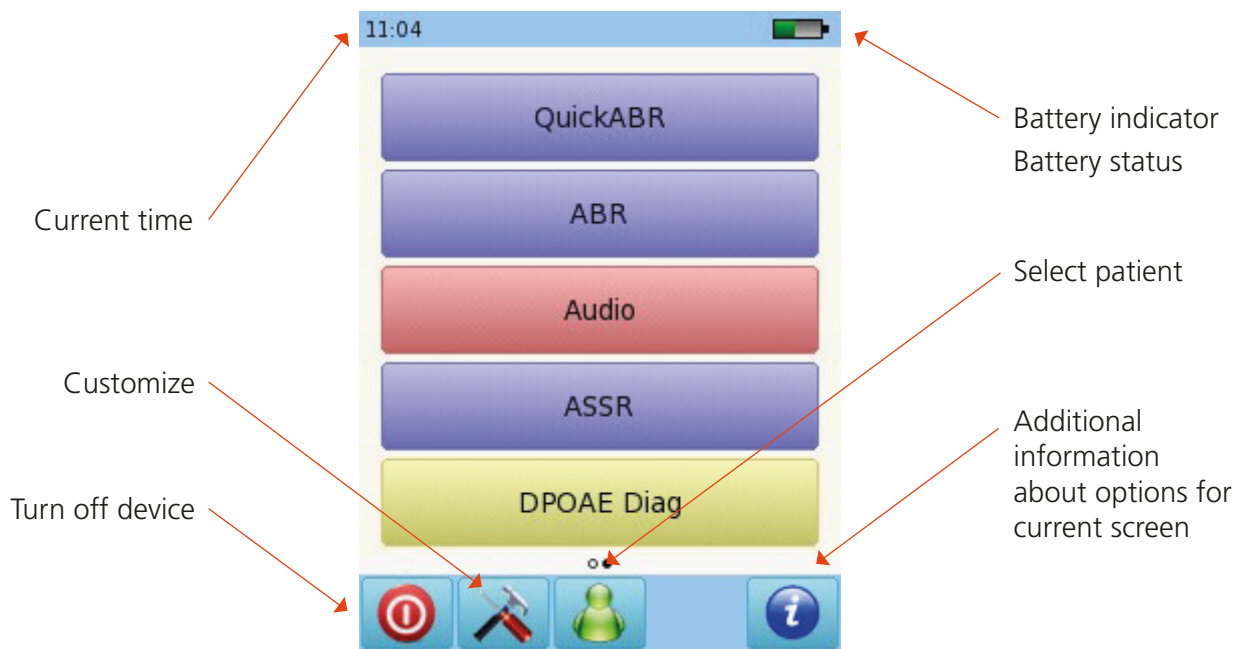 11:04
QuickABR
Battery indicator
Battery status
ABR
Current time
Select patient
Audio
Customize
ASSR
Additional
information
about options for
current screen
DPOAE Diag
Turn off device